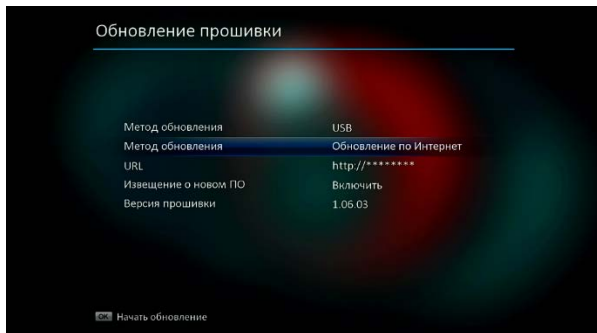 Обновление прошивки
Метод обновления USB
Метод обновления Обновление по Интернет
URL http://********
Извещение о новом ПО Включить
Версия прошивки 1.06.03
OK Начать обновление